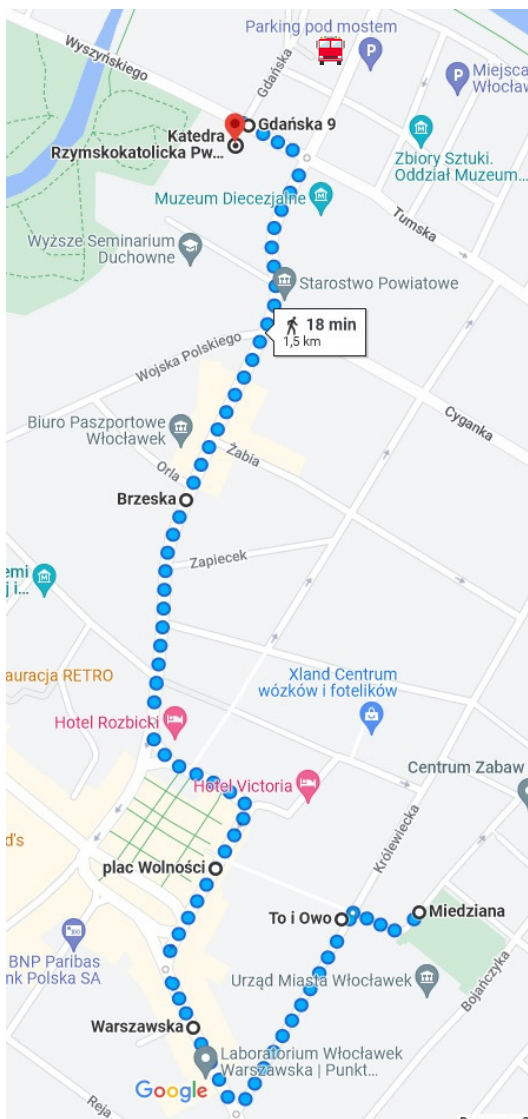 Parking pod mostem
P
Wyszyńskiego
Gdańska
P
Miejsca
Włocław
Gdańska 9
Katedra
Rzymskokatolicka Pw...
Zbiory Sztuki.
Oddział Muzeum...
Muzeum Diecezjalne
Tumska
Wyższe Seminarium
Duchowne
Starostwo Powiatowe
18 min
1,5 km
Wojska Polskiego
Cyganka
Biuro Paszportowe
Włocławek
Żabia
Orla
Brzeska
Zapiecek
emi
j i...
auracja RETRO
Xland Centrum
wózków i fotelików
Hotel Rozbicki
Centrum Zabaw
Hotel Victoria
d's
Królewiecka
plac Wolności
To i Owo
Miedziana
BNP Paribas
nk Polska SA
Urząd Miasta Włocławek
Bojańczyka
Warszawska
Laboratorium Włocławek
Warszawska | Punkt...
Google
Reja